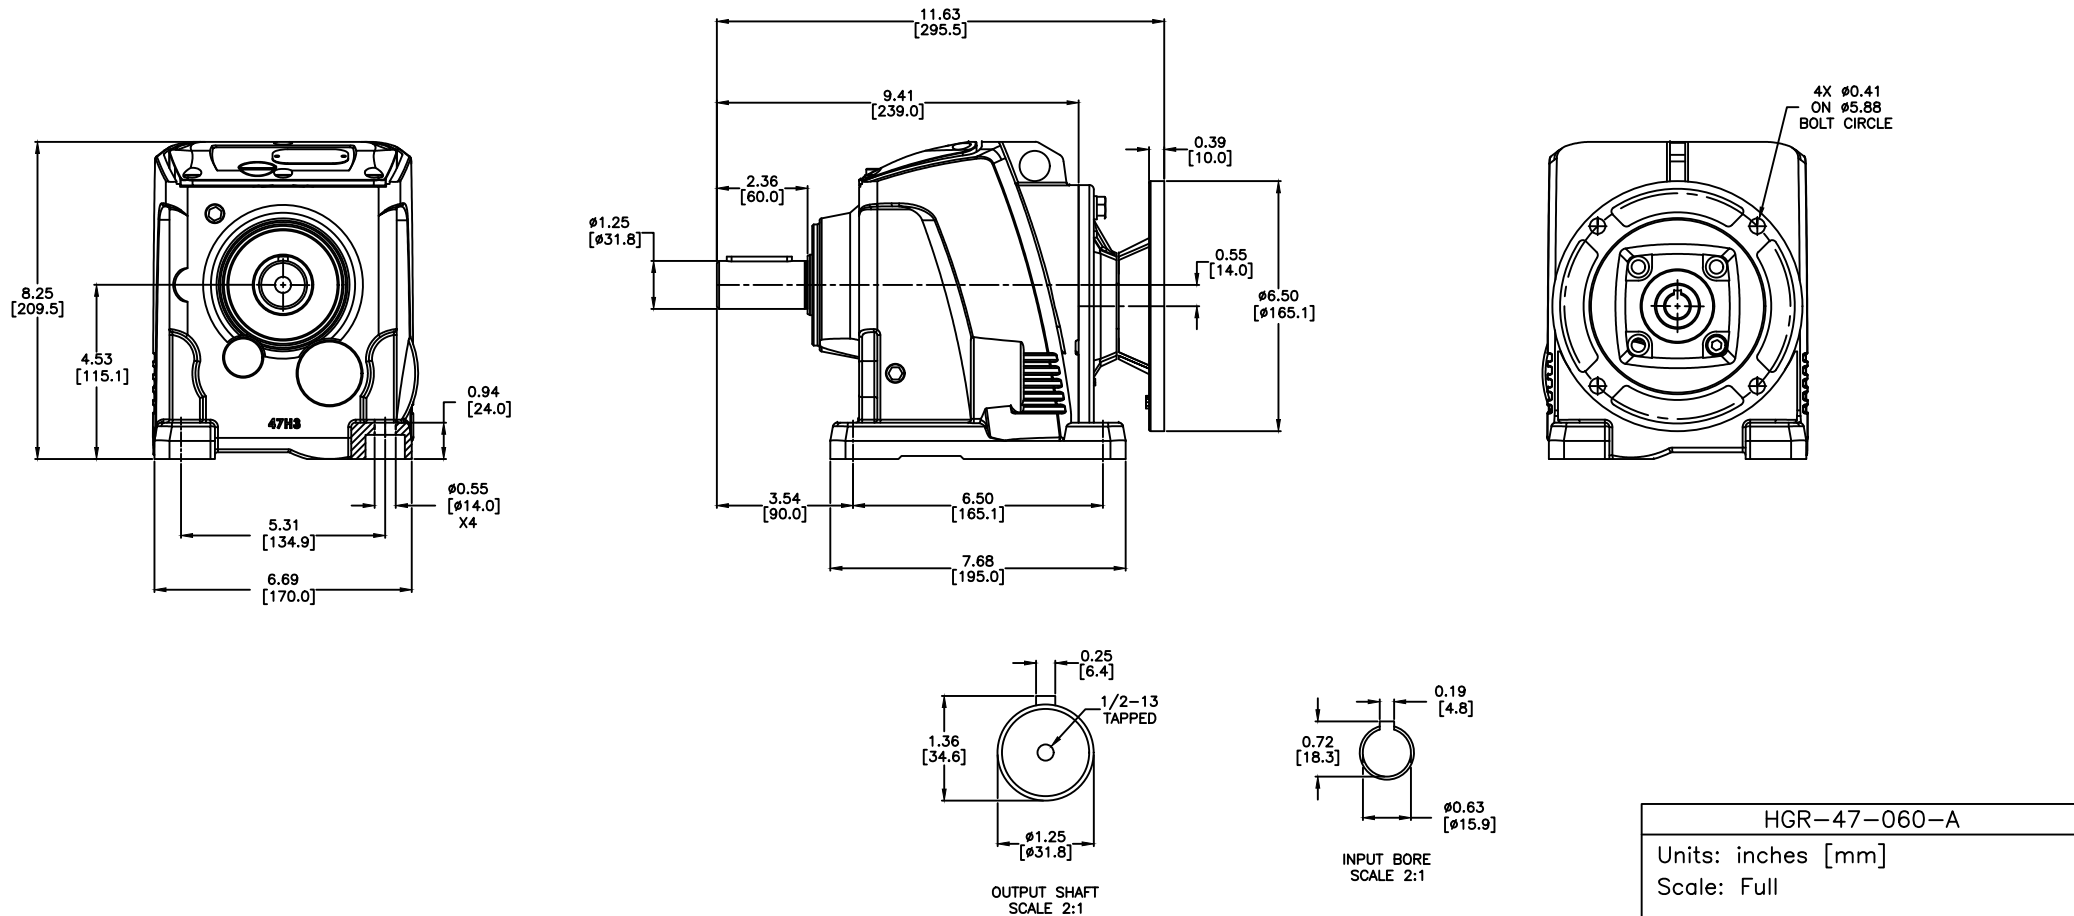 11.63
[295.5]
9.41
[239.0]
2.36
[60.0]
0.39
[10.0]
4X ø0.41
ON ø5.88
BOLT CIRCLE
ø1.25
[ø31.8]
0.55
[14.0]
ø6.50
[ø165.1]
8.25
[209.5]
4.53
[115.1]
0.94
[24.0]
47H3
ø0.55
[ø14.0]
X4
5.31
[134.9]
6.69
[170.0]
3.54
[90.0]
6.50
[165.1]
7.68
[195.0]
0.25
[6.4]
1/2-13
TAPPED
1.36
[34.6]
ø1.25
[ø31.8]
OUTPUT SHAFT
SCALE 2:1
0.19
[4.8]
0.72
[18.3]
ø0.63
[ø15.9]
INPUT BORE
SCALE 2:1
HGR-47-060-A
Units: inches [mm]
Scale: Full